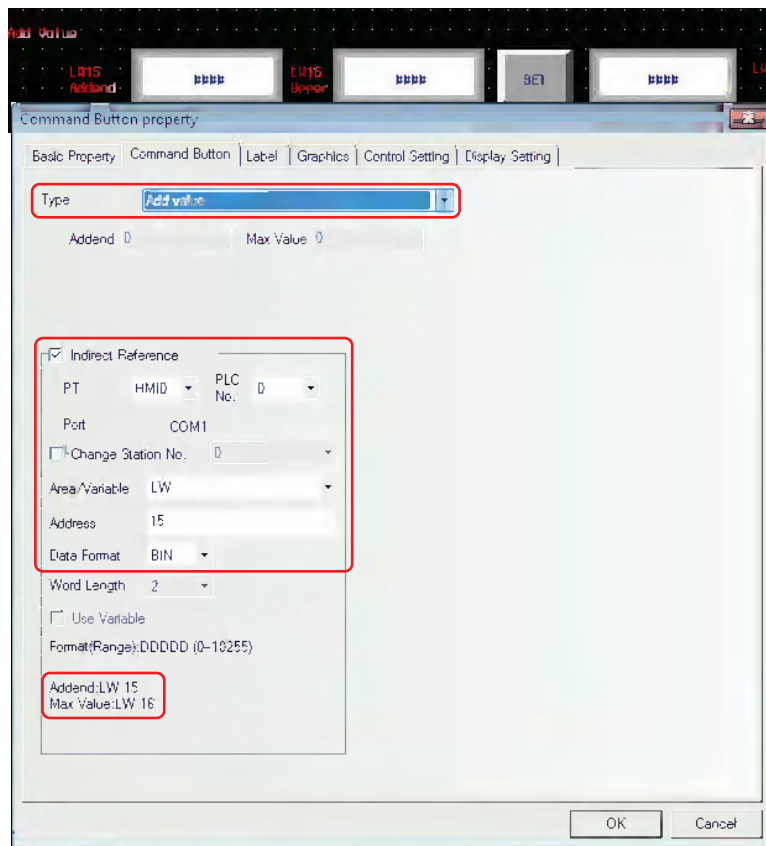 Add Value
LW15 #### LW16 #### SET ####
Addend Upper
Command Button property
Basic Property Command Button Label Graphics Control Setting Display Setting
Type Add value
Addend 0 Max Value 0
Indirect Reference
PT HMI0 PLC No. 0
Port COM1
Change Station No. 0
Area/Variable LW
Address 15
Data Format BIN
Word Length 2
Use Variable
Format(Range):DDDDD (0~10255)
Addend:LW 15
Max Value:LW 16
OK Cancel